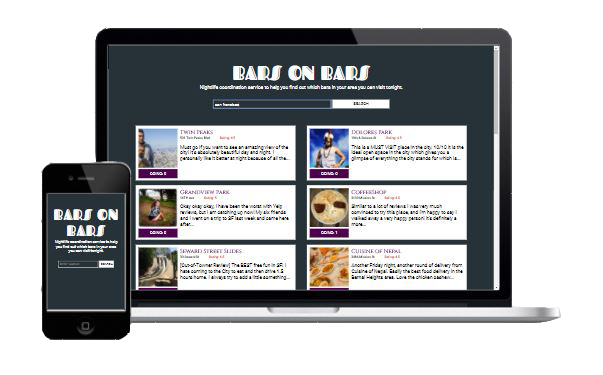 BARS ON BARS
Nightlife coordination service to help you find out which bars in your area you can visit tonight.
san francisco
SEARCH
TWIN PEAKS
501 Twin Peaks Blvd Rating: 4.5
Must go if you want to see an amazing view of the
city! It's absolutely beautiful day and night. I
personally like it better at night because of all the...
GOING: 0
DOLORES PARK
Rating: 4.5
This is a MUST VISIT place in the city. 10/10 it is the
ideal open space in the city which gives you a
glimpse of everything the city stands for which is...
GOING: 0
GRANDVIEW PARK
Rating: 5
Okay okay okay, I have been the worst with Yelp
reviews, but I am catching up now! My six friends
and I went on a trip to SF last week and came here
after...
GOING: 0
COFFEESHOP
Rating: 5.0
Similar to a lot of reviews I was very much
convinced to try this place, and I'm happy to say I
walked away a very happy person! It's definitely a
more...
GOING: 1
SEWARD STREET SLIDES
30 Seward St Rating: 4.5
[Out-of-Towner Review] The BEST free fun in SF! I
hate coming to the City to eat and then drive 1.5
hours home. I always try to add a little something...
CUISINE OF NEPAL
Rating: 4.5
Another Friday night, another round of delivery from
Cuisine of Nepal. Easily the best food delivery in the
Bernal Heights area. Love the chicken cashew...
BARS ON
BARS
Nightlife coordination service to help
you find out which bars in your area
you can visit tonight.
SEARCH